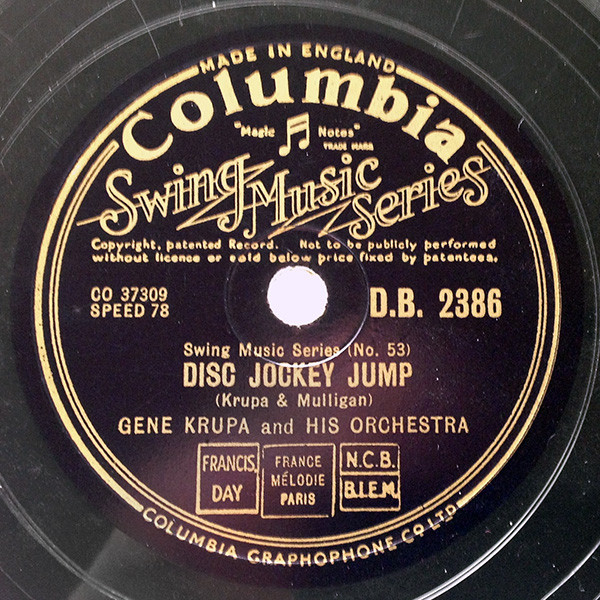 MADE IN ENGLAND
Columbia
"Magic Notes"
TRADE MARK
Swing Music Series
Copyright, patented Record. Not to be publicly performed
without licence or sold below price fixed by patentees.
CO 37309
SPEED 78
D.B. 2386
Swing Music Series (No. 53)
DISC JOCKEY JUMP
(Krupa & Mulligan)
GENE KRUPA and HIS ORCHESTRA
FRANCIS,
DAY
FRANCE
MÉLODIE
PARIS
N.C.B.
B.I.E.M.
COLUMBIA GRAPHOPHONE CO LTD